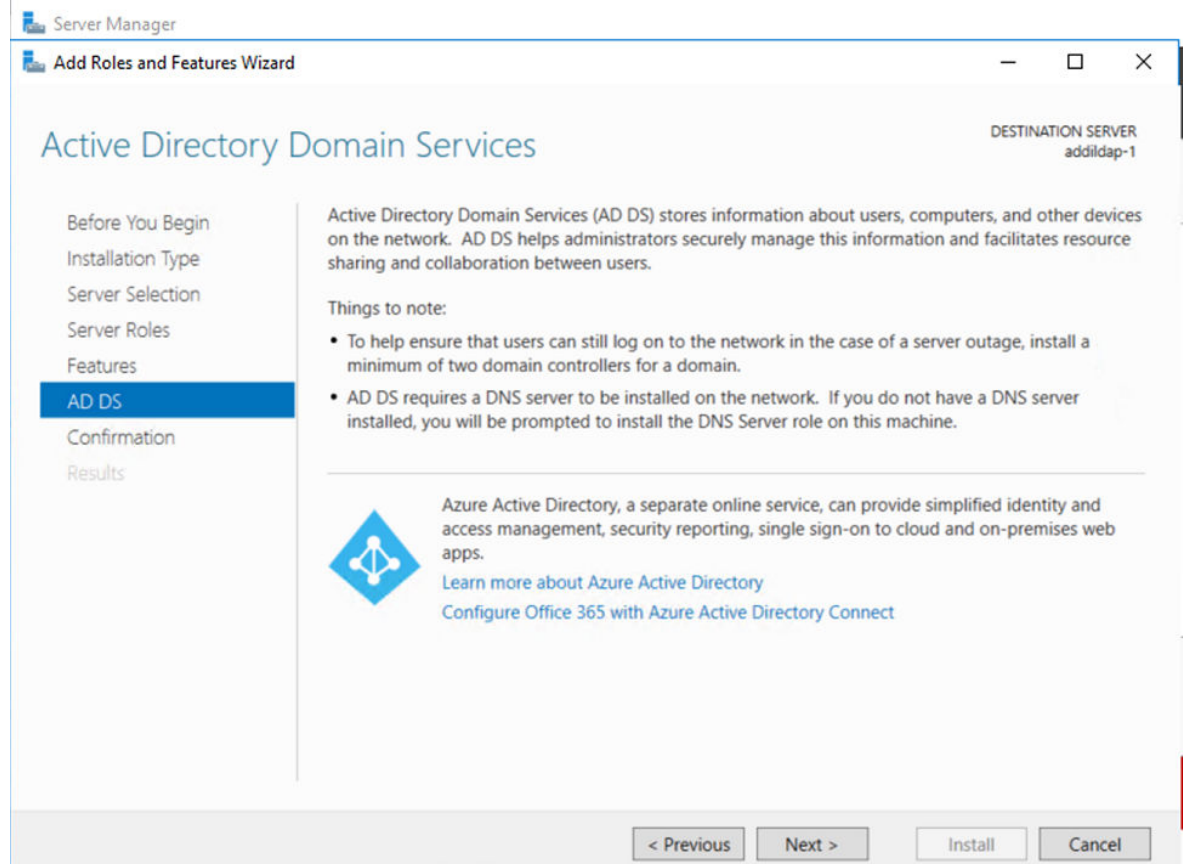 Server Manager
Add Roles and Features Wizard
Active Directory Domain Services
DESTINATION SERVER
addildap-1
Before You Begin
Installation Type
Server Selection
Server Roles
Features
AD DS
Confirmation
Results
Active Directory Domain Services (AD DS) stores information about users, computers, and other devices
on the network. AD DS helps administrators securely manage this information and facilitates resource
sharing and collaboration between users.
Things to note:
• To help ensure that users can still log on to the network in the case of a server outage, install a
minimum of two domain controllers for a domain.
• AD DS requires a DNS server to be installed on the network. If you do not have a DNS server
installed, you will be prompted to install the DNS Server role on this machine.
Azure Active Directory, a separate online service, can provide simplified identity and
access management, security reporting, single sign-on to cloud and on-premises web
apps.
Learn more about Azure Active Directory
Configure Office 365 with Azure Active Directory Connect
< Previous
Next >
Install
Cancel